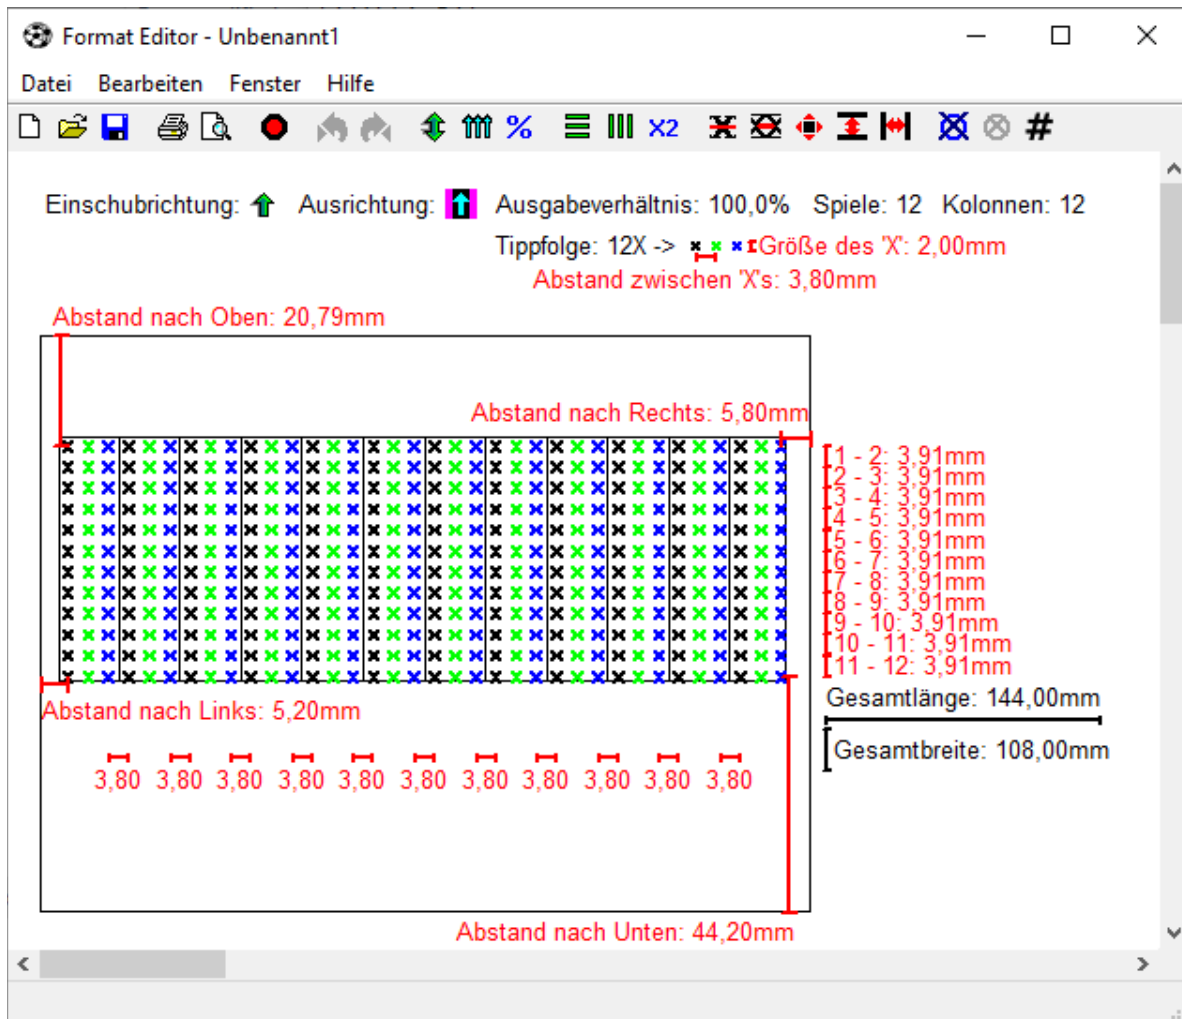 Format Editor - Unbenannt1
Datei Bearbeiten Fenster Hilfe
% X2 #
Einschubrichtung: Ausrichtung: Ausgabeverhältnis: 100,0% Spiele: 12 Kolonnen: 12
Tippfolge: 12X -> x x x Größe des 'X': 2,00mm
Abstand zwischen 'X's: 3,80mm
Abstand nach Oben: 20,79mm
Abstand nach Rechts: 5,80mm
1 - 2: 3,91mm
2 - 3: 3,91mm
3 - 4: 3,91mm
4 - 5: 3,91mm
5 - 6: 3,91mm
6 - 7: 3,91mm
7 - 8: 3,91mm
8 - 9: 3,91mm
9 - 10: 3,91mm
10 - 11: 3,91mm
11 - 12: 3,91mm
Gesamtlänge: 144,00mm
Abstand nach Links: 5,20mm
Gesamtbreite: 108,00mm
3,80 3,80 3,80 3,80 3,80 3,80 3,80 3,80 3,80 3,80 3,80
Abstand nach Unten: 44,20mm